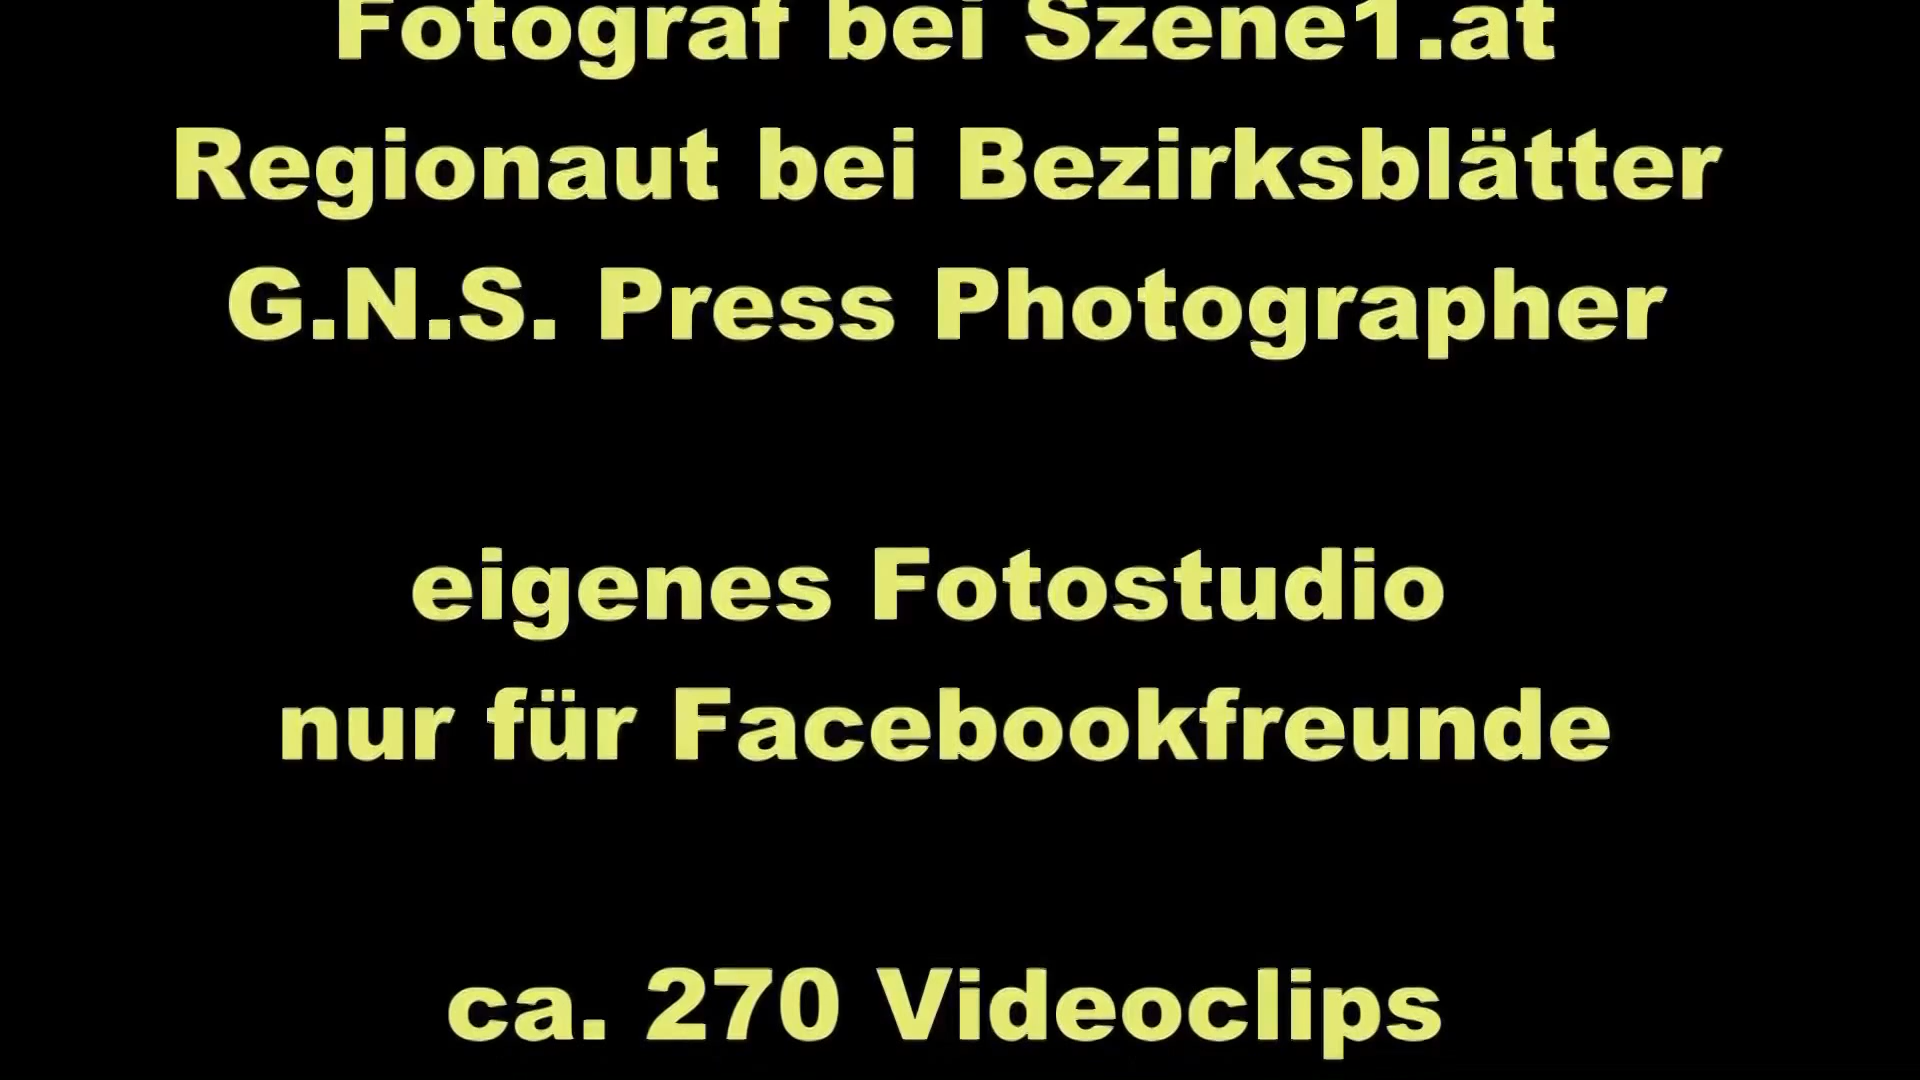 Fotograf bei Szene1.at
Regionaut bei Bezirksblätter
G.N.S. Press Photographer
eigenes Fotostudio
nur für Facebookfreunde
ca. 270 Videoclips